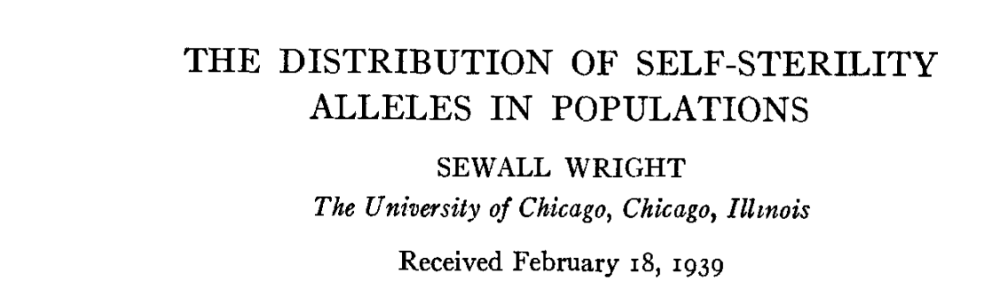 THE DISTRIBUTION OF SELF-STERILITY
ALLELES IN POPULATIONS
SEWALL WRIGHT
The University of Chicago, Chicago, Illinois
Received February 18, 1939